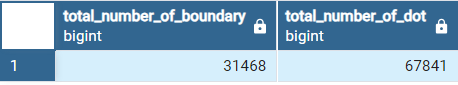 total_number_of_boundary total_number_of_dot
bigint bigint
1 31468 67841